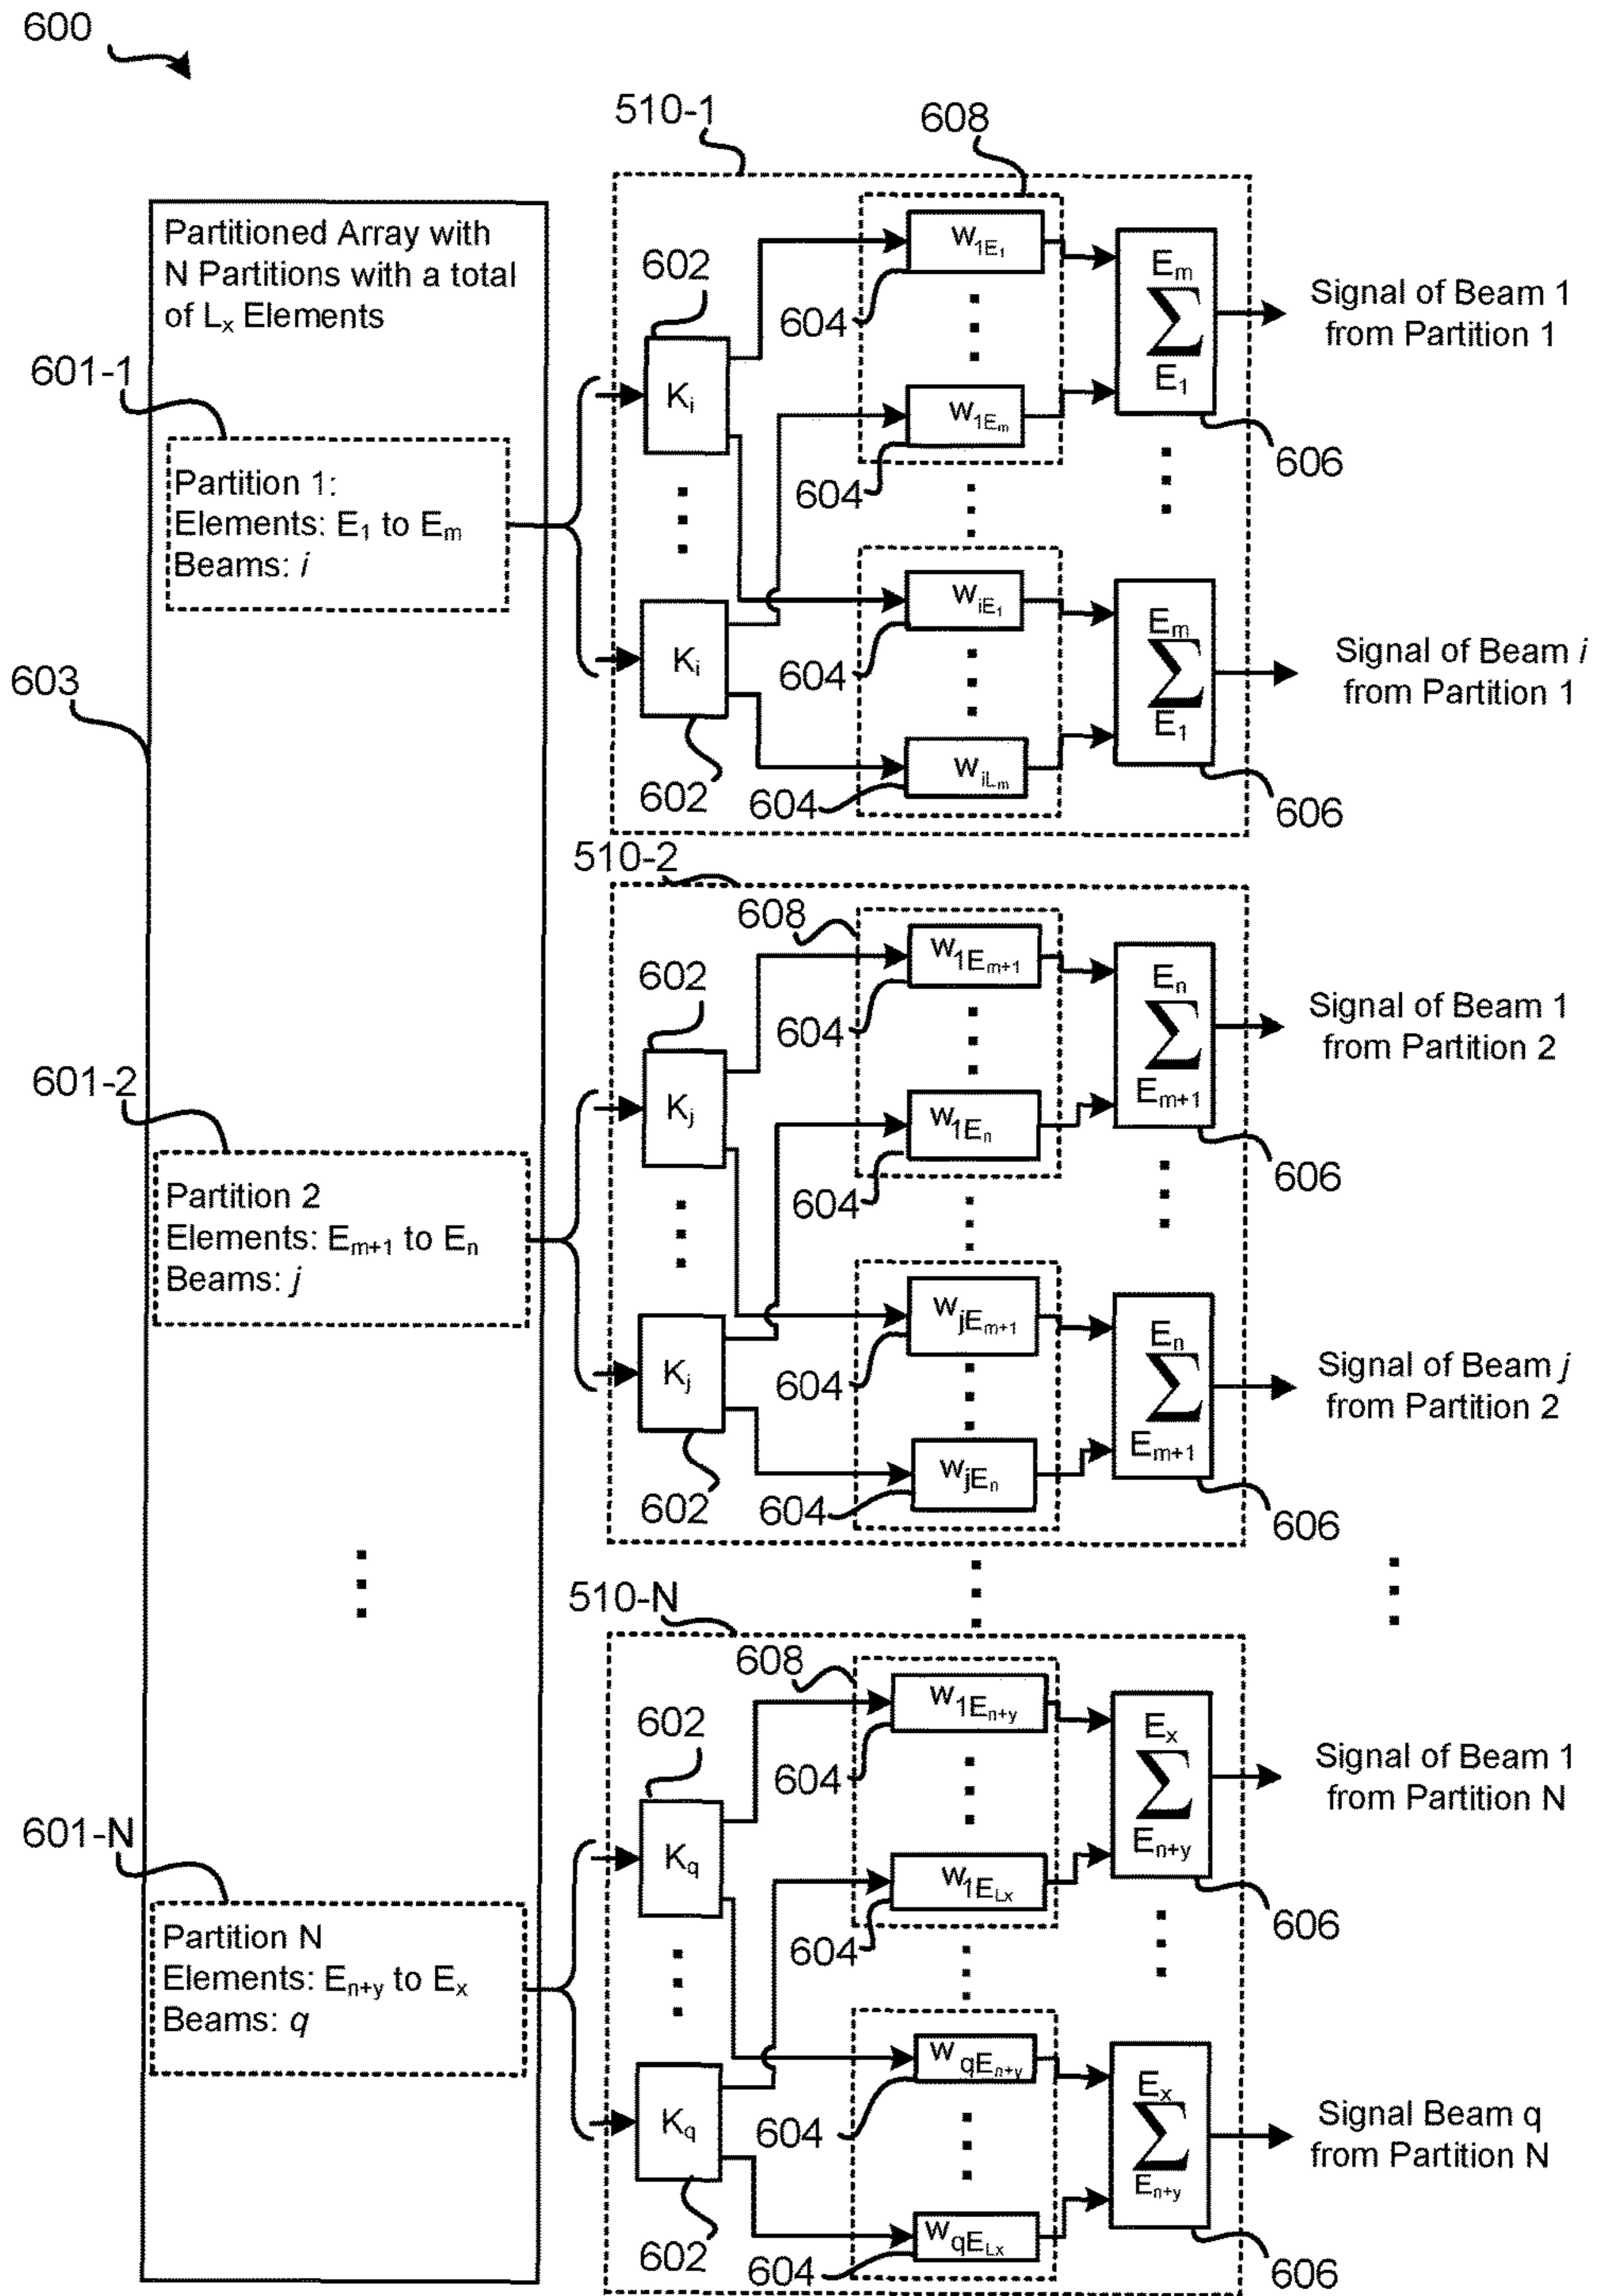 600
510-1
608
Partitioned Array with
N Partitions with a total
of Lx Elements
601-1
Partition 1:
Elements: E1 to Em
Beams: i
603
602
Ki
Ki
602
w1E1
604
w1Em
604
wiE1
604
wiLm
604
Em
Σ
E1
606
Em
Σ
E1
606
Signal of Beam 1
from Partition 1
Signal of Beam i
from Partition 1
510-2
608
601-2
Partition 2
Elements: Em+1 to En
Beams: j
602
Kj
Kj
602
w1Em+1
604
w1En
604
wjEm+1
604
wjEn
604
En
Σ
Em+1
606
En
Σ
Em+1
606
Signal of Beam 1
from Partition 2
Signal of Beam j
from Partition 2
510-N
608
601-N
Partition N
Elements: En+y to Ex
Beams: q
602
Kq
Kq
602
w1En+y
604
w1ELx
604
wqEn+y
604
wqELx
604
Ex
Σ
En+y
606
Ex
Σ
En+y
606
Signal of Beam 1
from Partition N
Signal Beam q
from Partition N